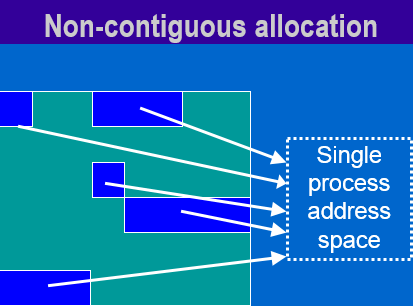 Non-contiguous allocation
Single
process
address
space